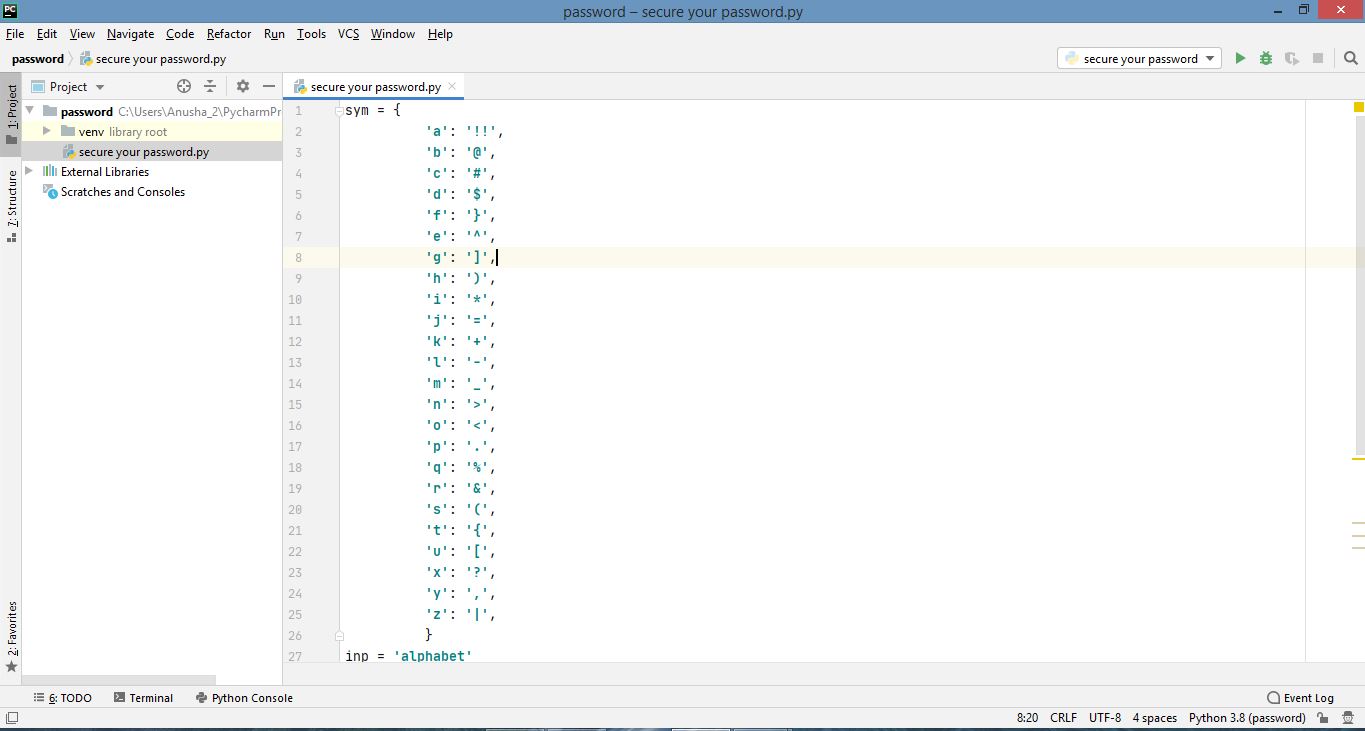 PC password – secure your password.py
File Edit View Navigate Code Refactor Run Tools VCS Window Help
password secure your password.py secure your password
1: Project
Project
secure your password.py
password C:\Users\Anusha_2\PycharmPr
venv library root
secure your password.py
External Libraries
Scratches and Consoles
7: Structure
2: Favorites
1 sym = {
2 'a': '!!',
3 'b': '@',
4 'c': '#',
5 'd': '$',
6 'f': '}',
7 'e': '^',
8 'g': ']',
9 'h': ')',
10 'i': '*',
11 'j': '=',
12 'k': '+',
13 'l': '-',
14 'm': '_',
15 'n': '>',
16 'o': '<',
17 'p': '.',
18 'q': '%',
19 'r': '&',
20 's': '(',
21 't': '{',
22 'u': '[',
23 'x': '?',
24 'y': ',',
25 'z': '|',
26 }
27 inp = 'alphabet'
6: TODO Terminal Python Console Event Log
8:20 CRLF UTF-8 4 spaces Python 3.8 (password)